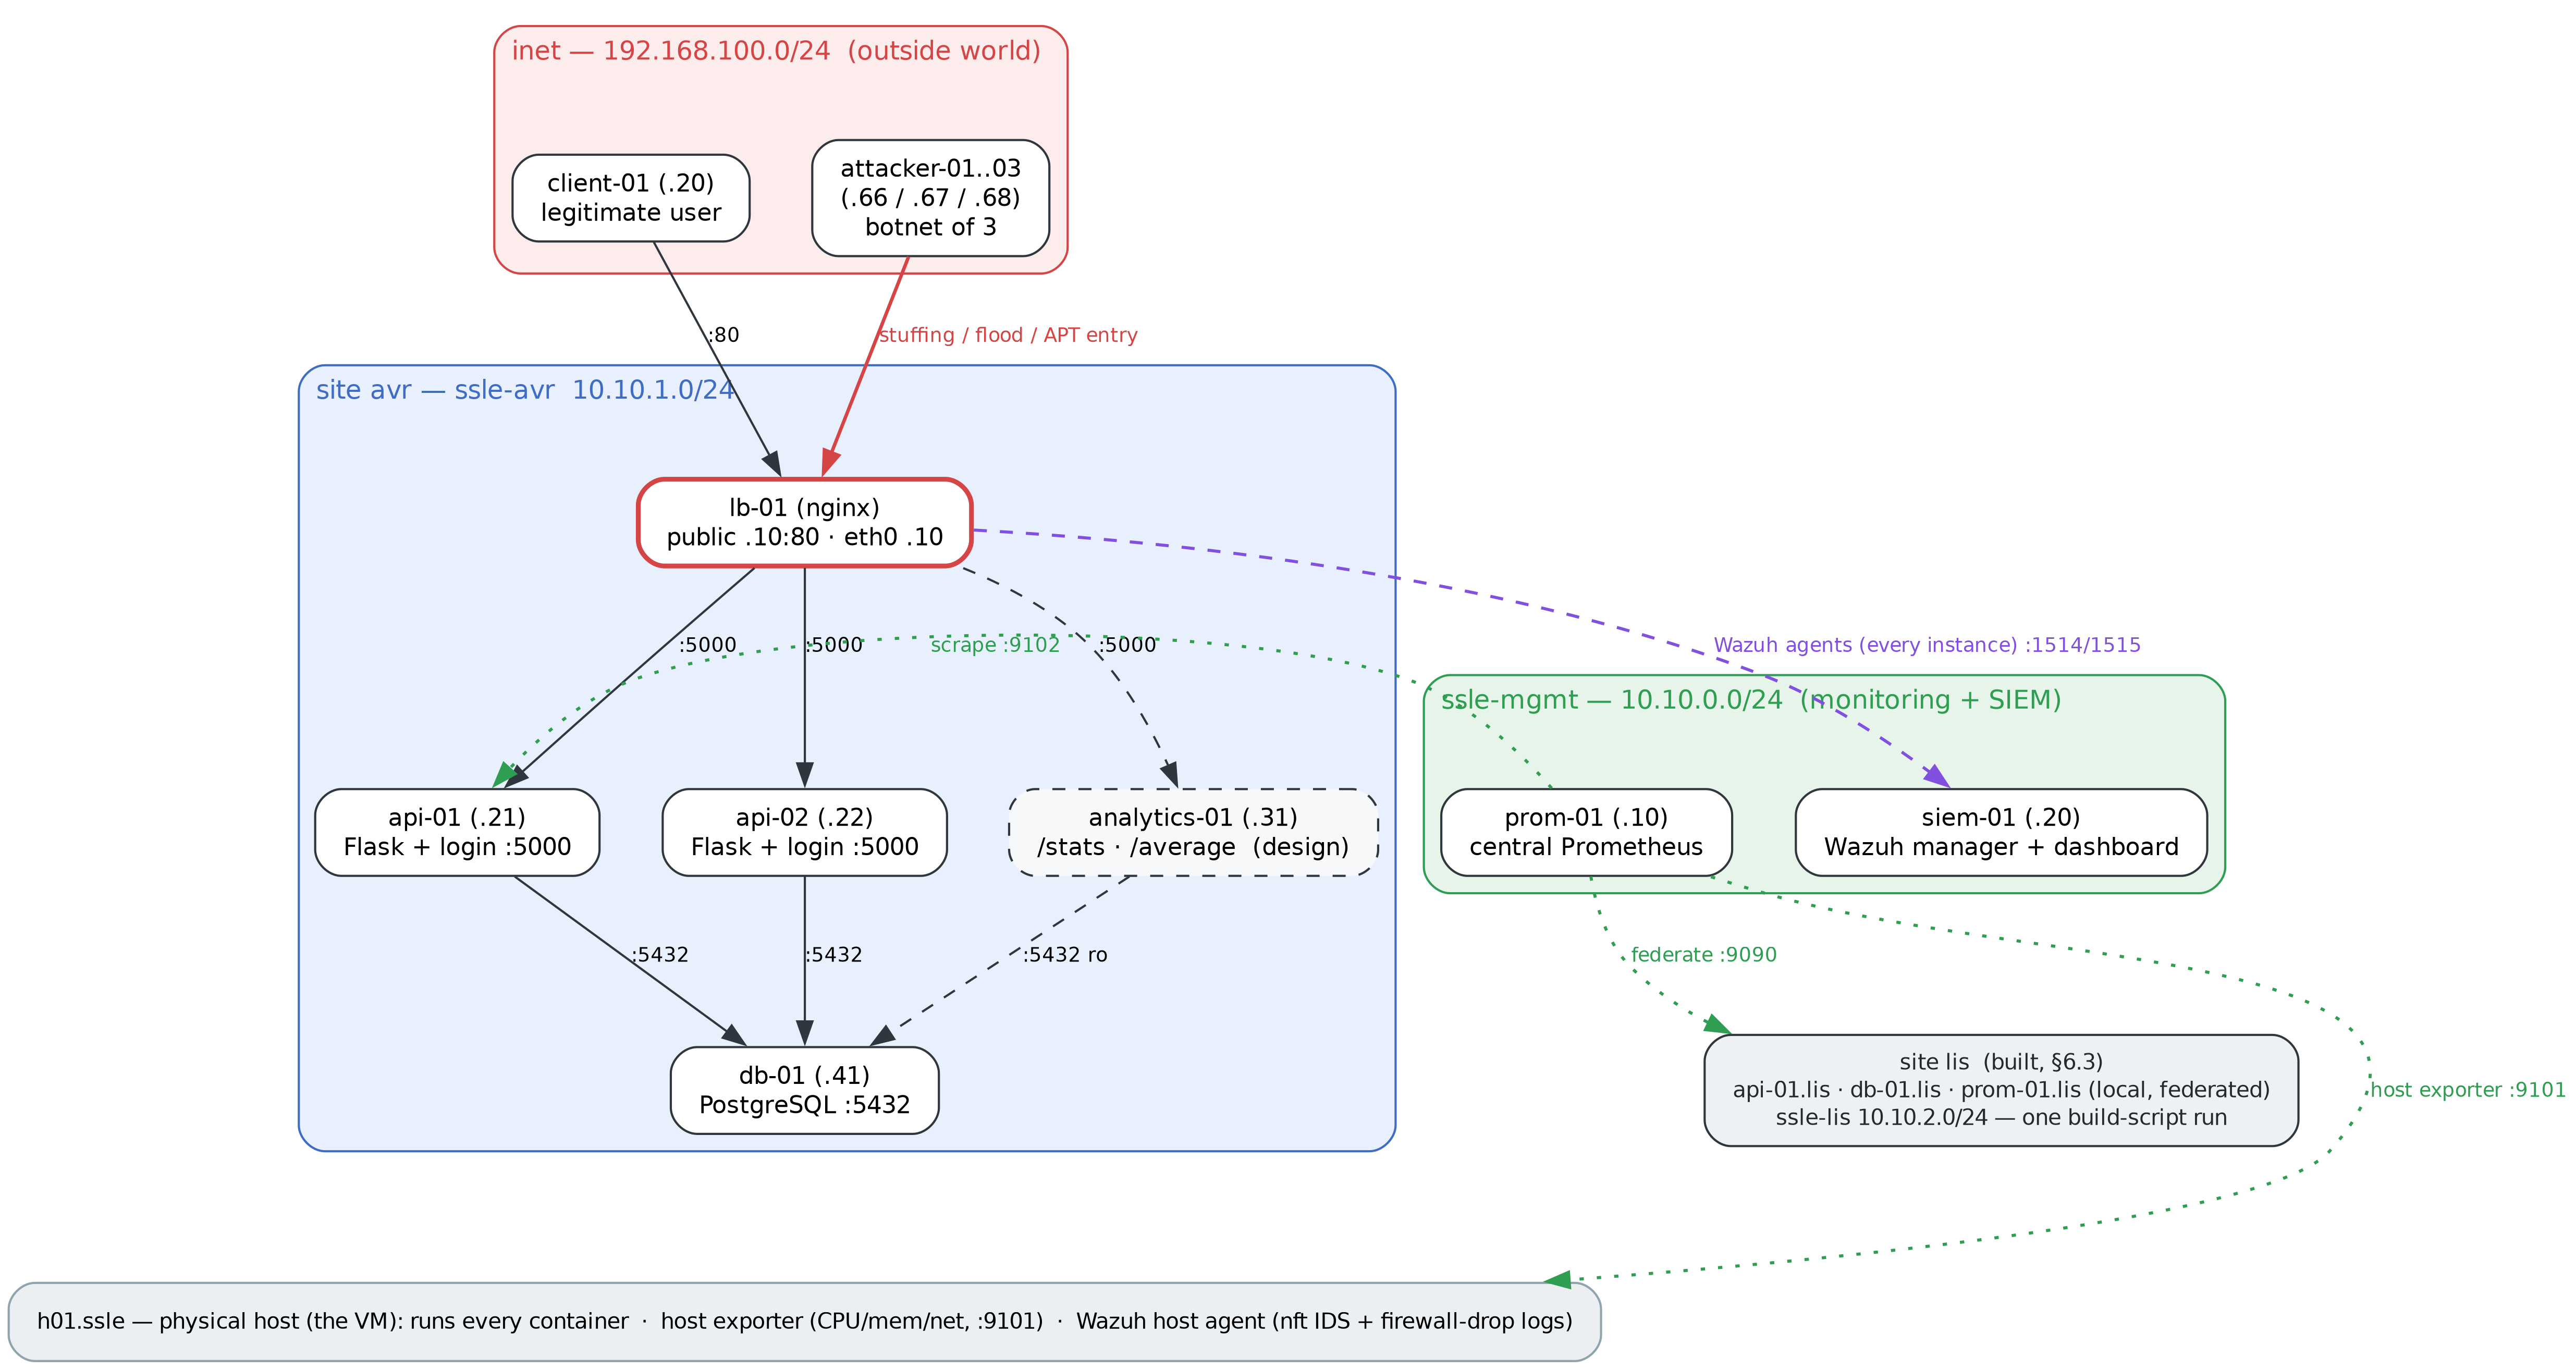 inet — 192.168.100.0/24  (outside world)
client-01 (.20)
legitimate user
attacker-01..03
(.66 / .67 / .68)
botnet of 3
:80
stuffing / flood / APT entry
site avr — ssle-avr  10.10.1.0/24
lb-01 (nginx)
public .10:80 · eth0 .10
:5000
:5000
scrape :9102
:5000
Wazuh agents (every instance) :1514/1515
ssle-mgmt — 10.10.0.0/24  (monitoring + SIEM)
api-01 (.21)
Flask + login :5000
api-02 (.22)
Flask + login :5000
analytics-01 (.31)
/stats · /average  (design)
prom-01 (.10)
central Prometheus
siem-01 (.20)
Wazuh manager + dashboard
:5432
:5432
:5432 ro
federate :9090
db-01 (.41)
PostgreSQL :5432
site lis  (built, §6.3)
api-01.lis · db-01.lis · prom-01.lis (local, federated)
ssle-lis 10.10.2.0/24 — one build-script run
host exporter :9101
h01.ssle — physical host (the VM): runs every container  ·  host exporter (CPU/mem/net, :9101)  ·  Wazuh host agent (nft IDS + firewall-drop logs)